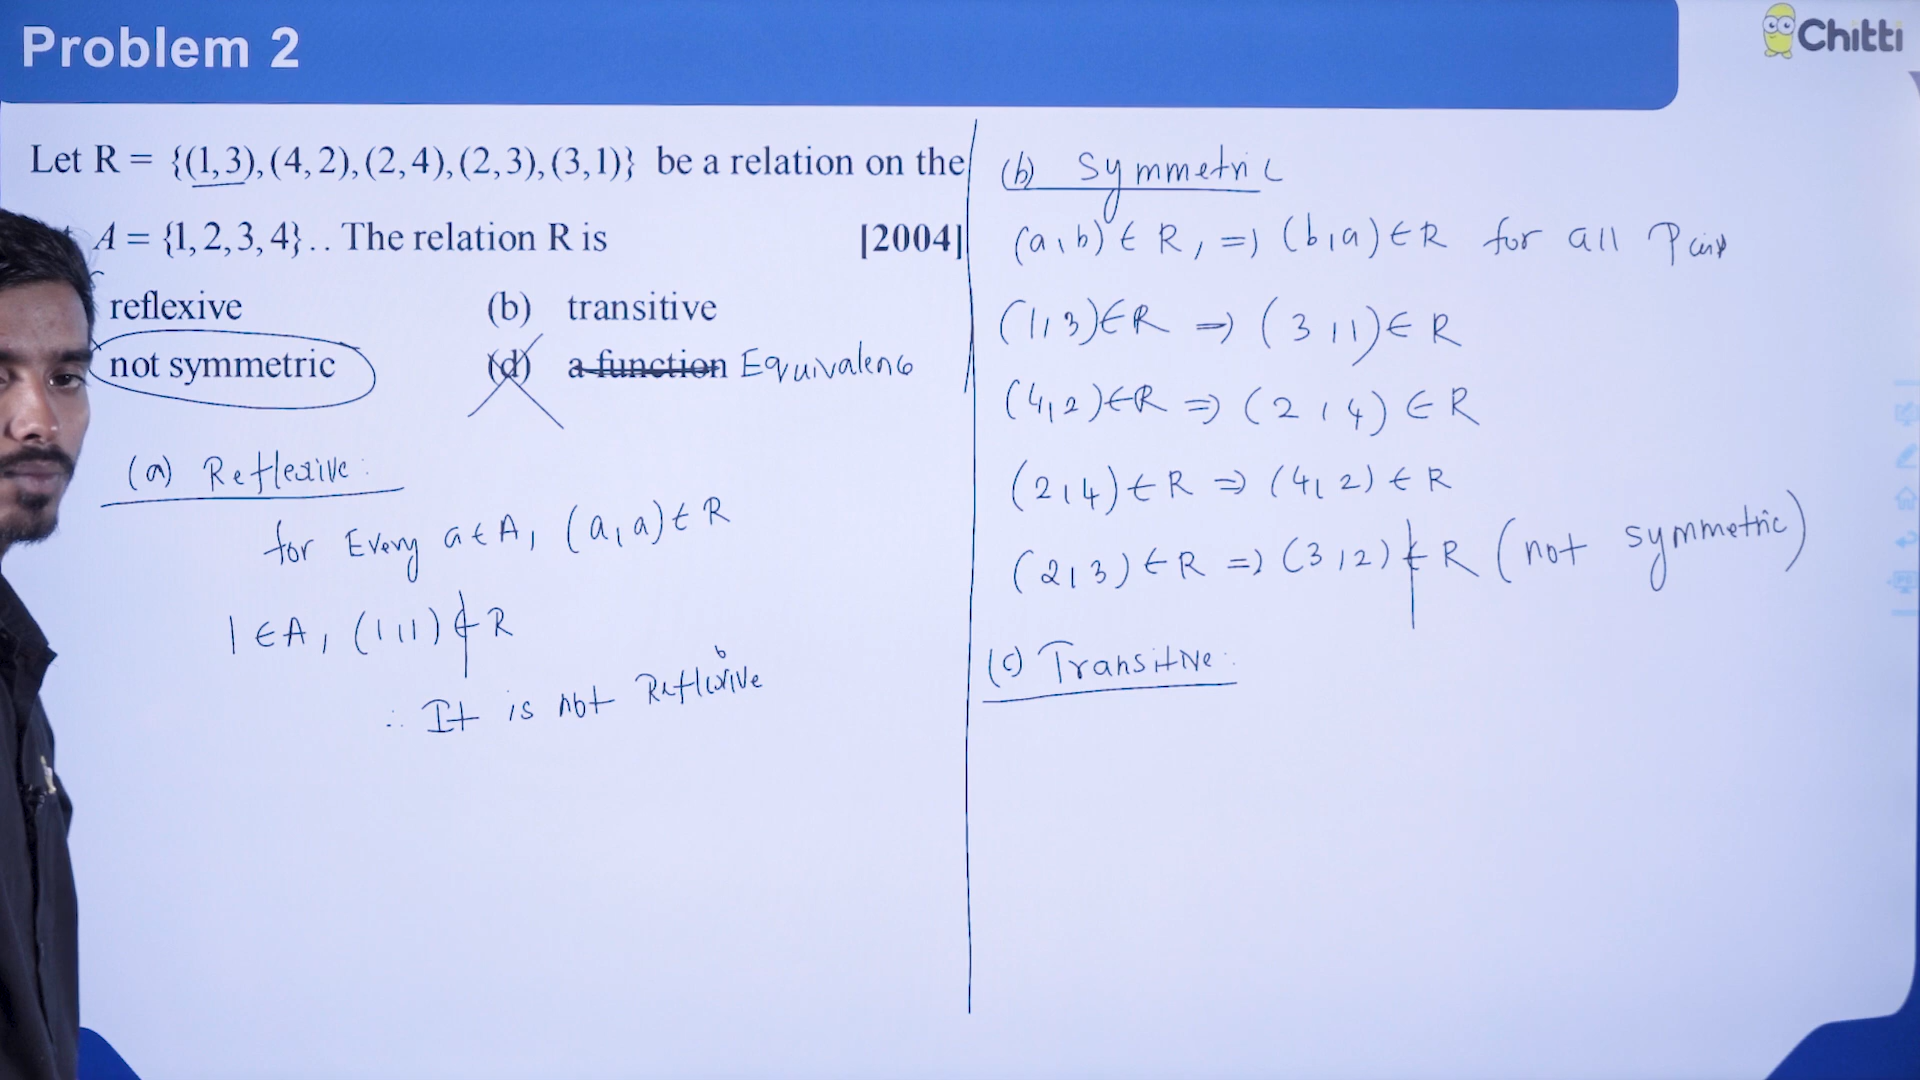 Problem 2
Chitti
Let R = {(1,3),(4,2),(2,4),(2,3),(3,1)} be a relation on the
A = {1,2,3,4}.. The relation R is [2004]
reflexive (b) transitive
not symmetric (d) a function Equivalence
(a) Reflexive:
for Every a∈A, (a,a)∈R
1∈A, (1,1)∉R
∴ It is not Reflexive
(b) Symmetric
(a,b)∈R, ⇒ (b,a)∈R for all Pairs
(1,3)∈R ⇒ (3,1)∈R
(4,2)∈R ⇒ (2,4)∈R
(2,4)∈R ⇒ (4,2)∈R
(2,3)∈R ⇒ (3,2)∉R (not symmetric)
(c) Transitive: